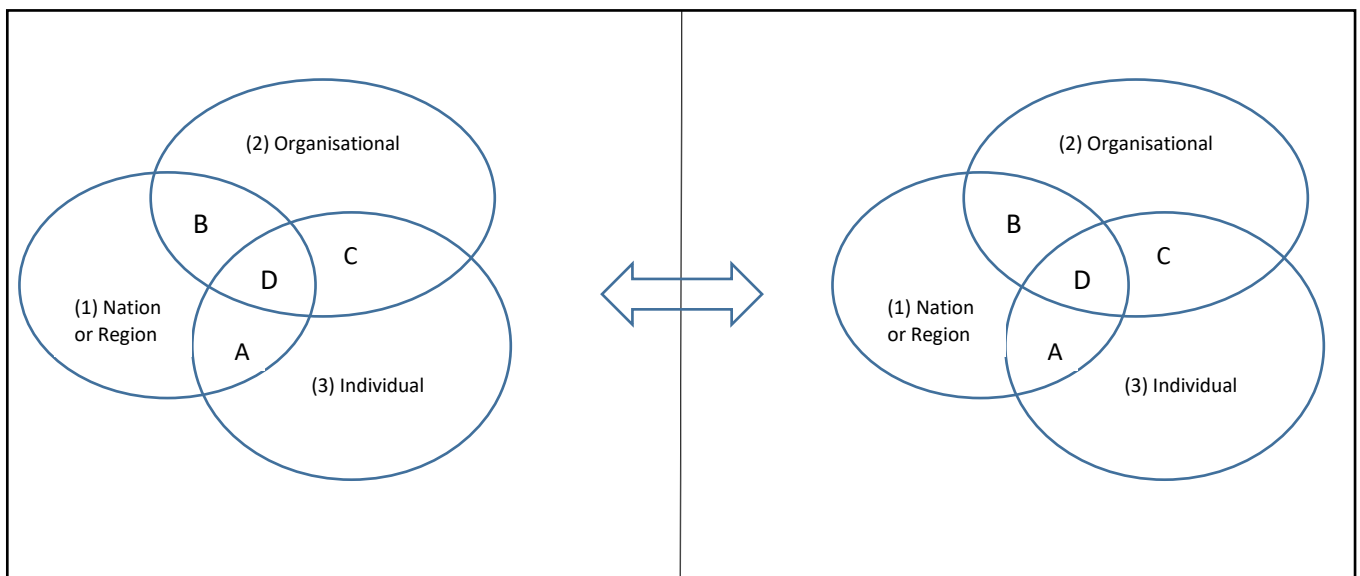 (2) Organisational
B
C
D
(1) Nation
or Region
A
(3) Individual
(2) Organisational
B
C
D
(1) Nation
or Region
A
(3) Individual